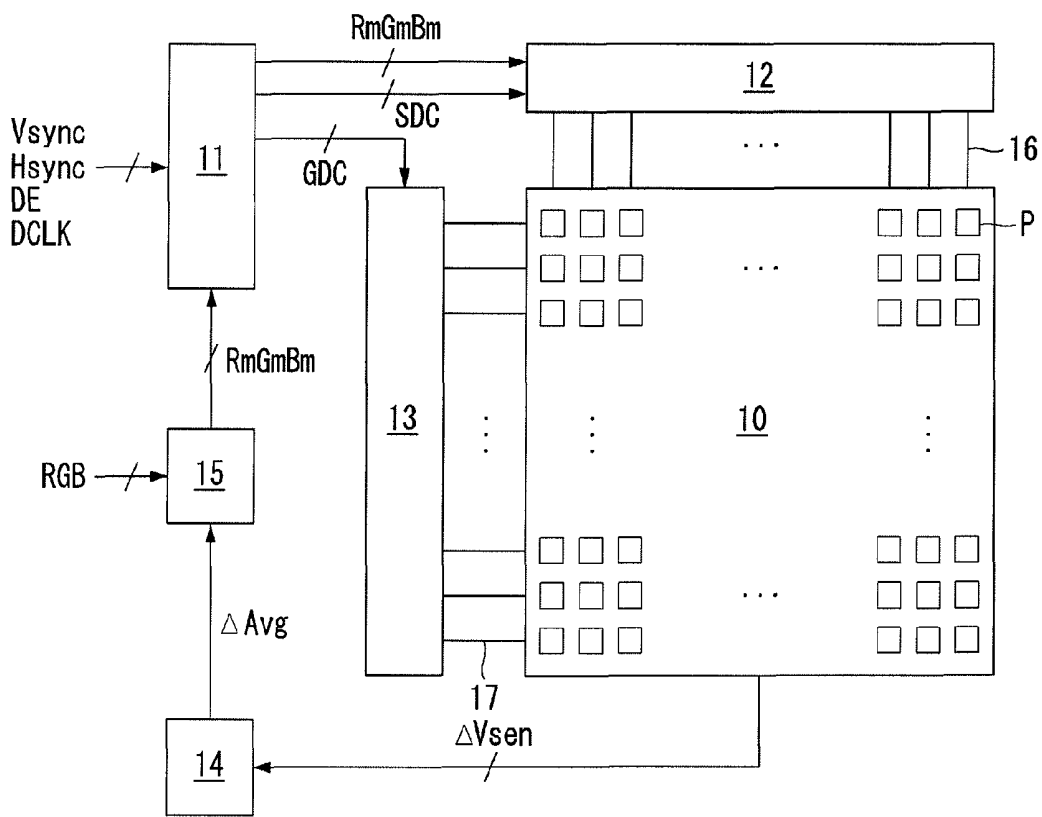 RmGmBm
SDC
GDC
Vsync
Hsync
DE
DCLK
11
12
16
P
RmGmBm
13
10
RGB
15
△Avg
17
△Vsen
14